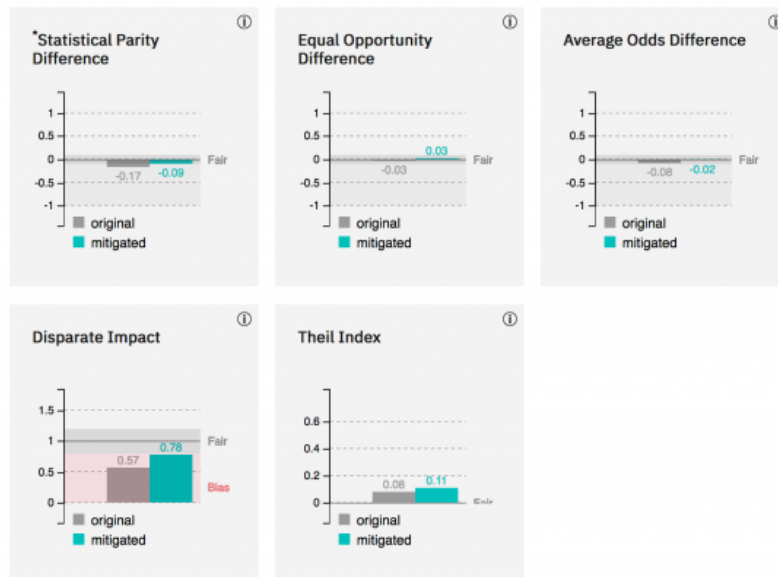 *Statistical Parity
Difference
1
0.5
0
-0.5
-1
-0.17
-0.09
Fair
original
mitigated
Equal Opportunity
Difference
1
0.5
0
-0.5
-1
-0.03
0.03
Fair
original
mitigated
Average Odds Difference
1
0.5
0
-0.5
-1
-0.08
-0.02
Fair
original
mitigated
Disparate Impact
1.5
1
0.5
0
0.57
0.78
Fair
Bias
original
mitigated
Theil Index
0.6
0.4
0.2
0
0.08
0.11
Fair
original
mitigated